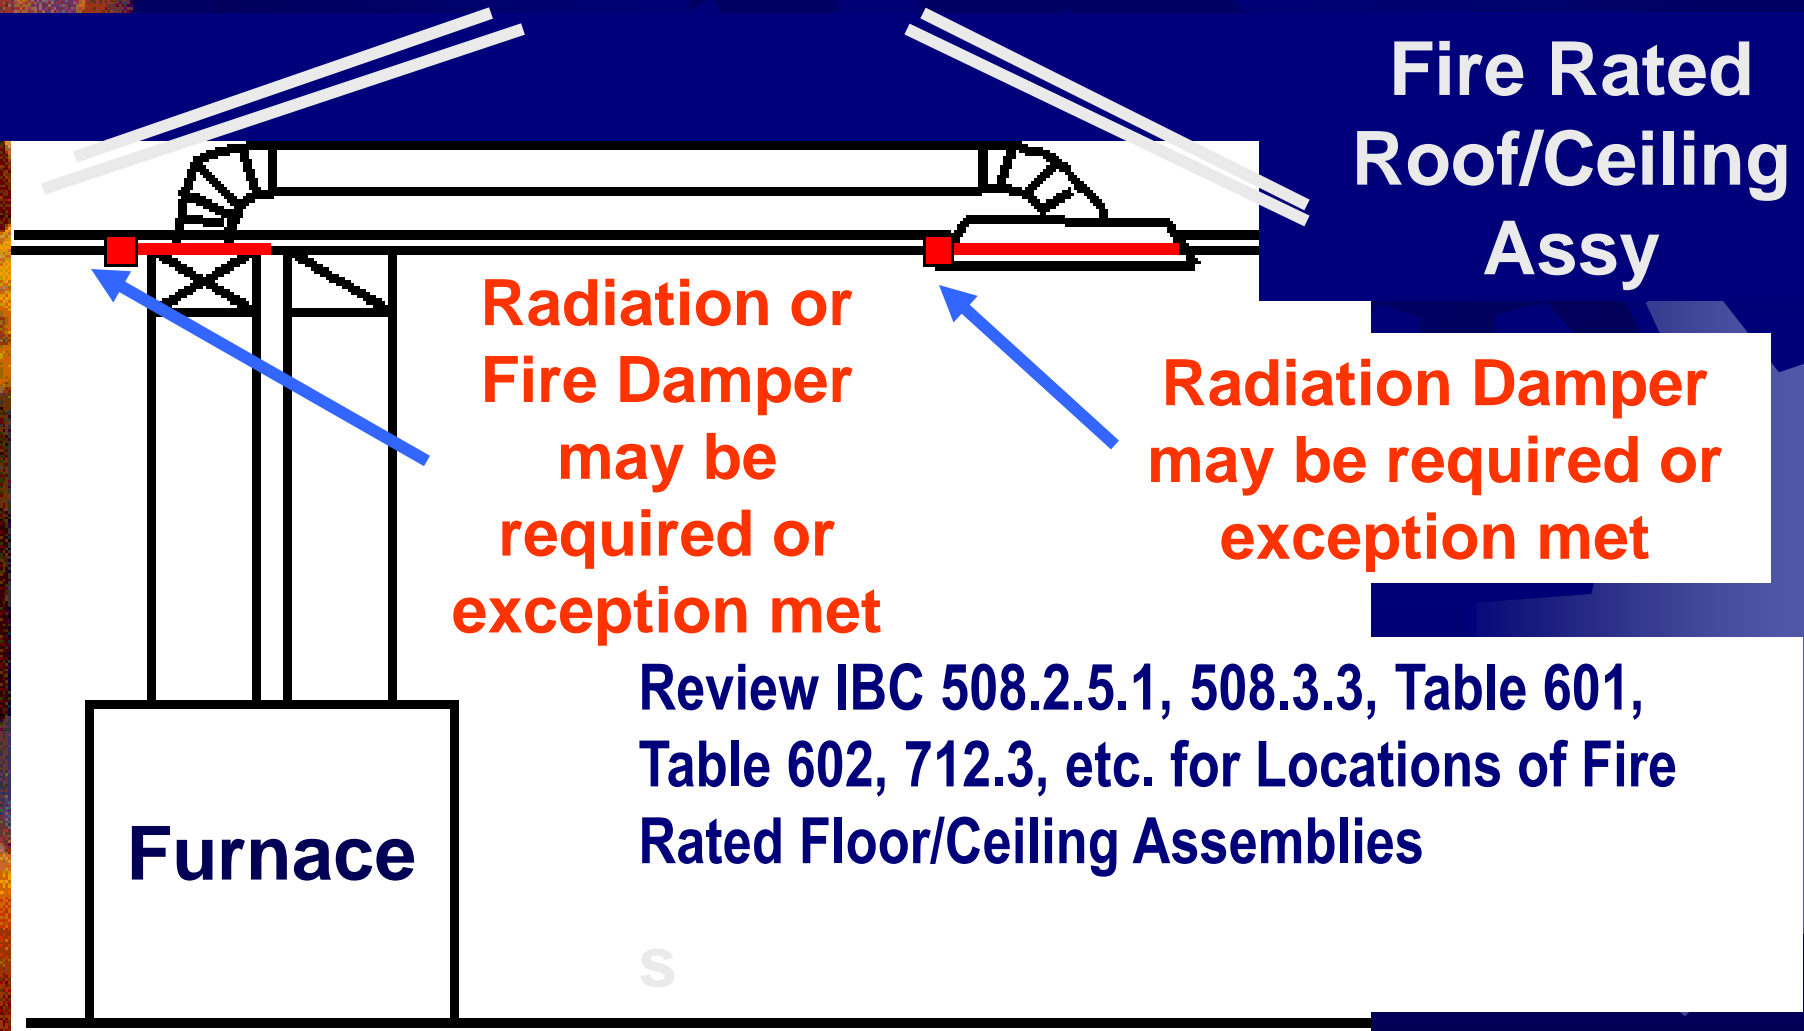 Fire Rated
Roof/Ceiling
Assy
Radiation or
Fire Damper
may be
required or
exception met
Radiation Damper
may be required or
exception met
Review IBC 508.2.5.1, 508.3.3, Table 601,
Table 602, 712.3, etc. for Locations of Fire
Rated Floor/Ceiling Assemblies
Furnace
s